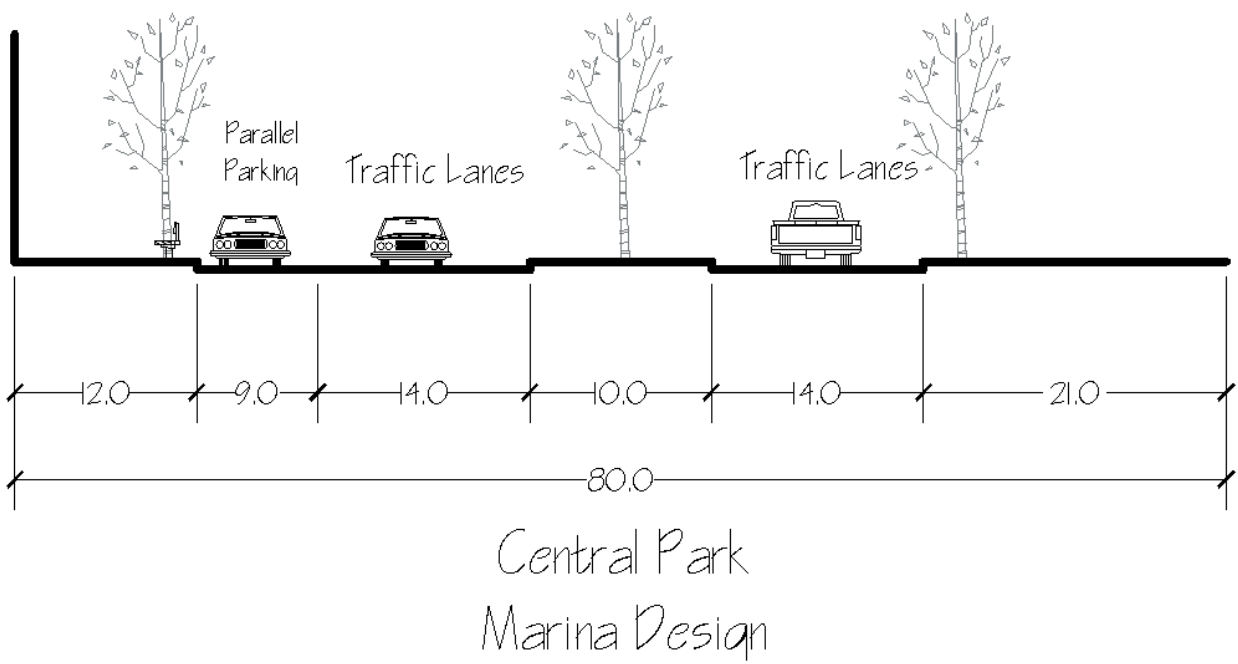 Parallel
Parking
Traffic Lanes
Traffic Lanes
12.0 9.0 14.0 10.0 14.0 21.0
80.0
Central Park
Marina Design